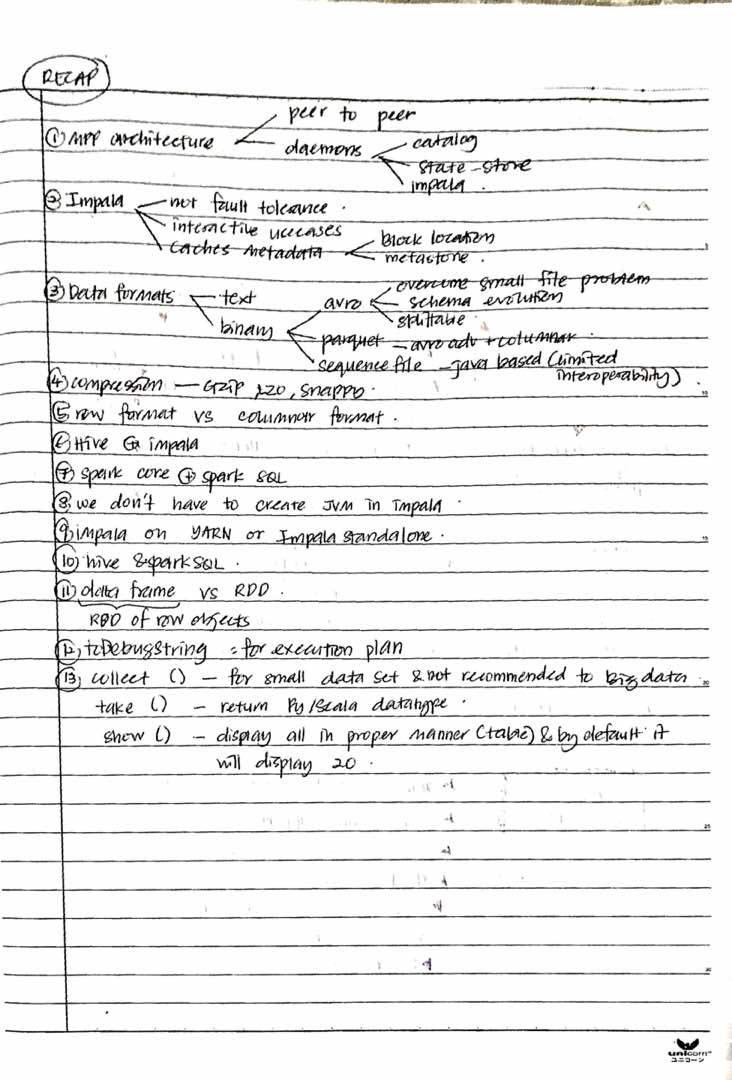 RECAP
peer to peer
① MPP architecture
daemons
catalog
state-store
impala.
② Impala
not fault tolerance.
interactive usecases
caches metadata
Block location
metastore.
③ Data formats
text
binary
avro
overcome small file problem
schema evolution
splittable
parquet - avro adv + columnar.
sequence file - java based (limited
interoperability)
④ compression — GZIP, LZO, snappy.
⑤ row format vs columnar format.
⑥ Hive & impala
⑦ spark core ⊕ spark SQL
⑧ we don't have to create JVM in impala.
⑨ impala on YARN or Impala standalone.
⑩ hive & spark SQL.
⑪ data frame vs RDD.
RDD of row objects
⑫ toDebugString = for execution plan
⑬ collect () – for small data set & not recommended to big data
take () – return Py/Scala datatype.
show () – display all in proper manner (table) & by default it
will display 20.
unicorn
ユニコーン